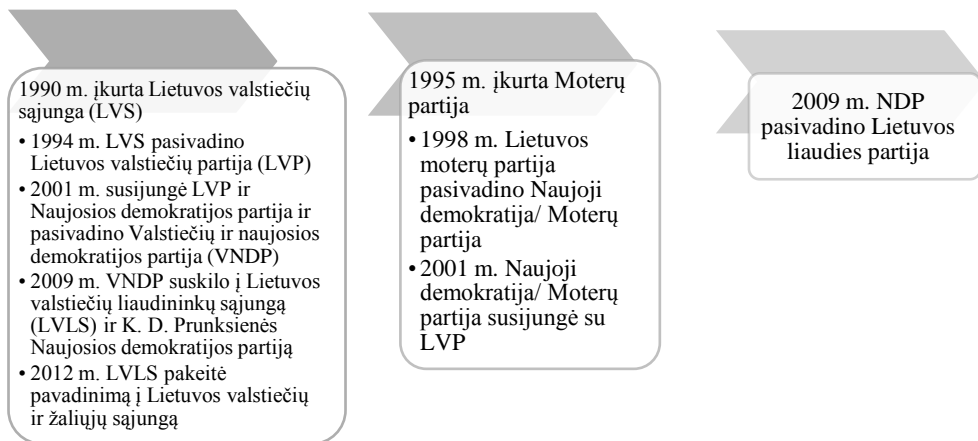 1990 m. įkurta Lietuvos valstiečių
sąjunga (LVS)
• 1994 m. LVS pasivadino
Lietuvos valstiečių partija (LVP)
• 2001 m. susijungė LVP ir
Naujosios demokratijos partija ir
pasivadino Valstiečių ir naujosios
demokratijos partija (VNDP)
• 2009 m. VNDP suskilo į Lietuvos
valstiečių liaudininkų sąjungą
(LVLS) ir K. D. Prunksienės
Naujosios demokratijos partiją
• 2012 m. LVLS pakeitė
pavadinimą į Lietuvos valstiečių
ir žaliųjų sąjungą
1995 m. įkurta Moterų
partija
• 1998 m. Lietuvos
moterų partija
pasivadino Naujoji
demokratija/ Moterų
partija
• 2001 m. Naujoji
demokratija/ Moterų
partija susijungė su
LVP
2009 m. NDP
pasivadino Lietuvos
liaudies partija